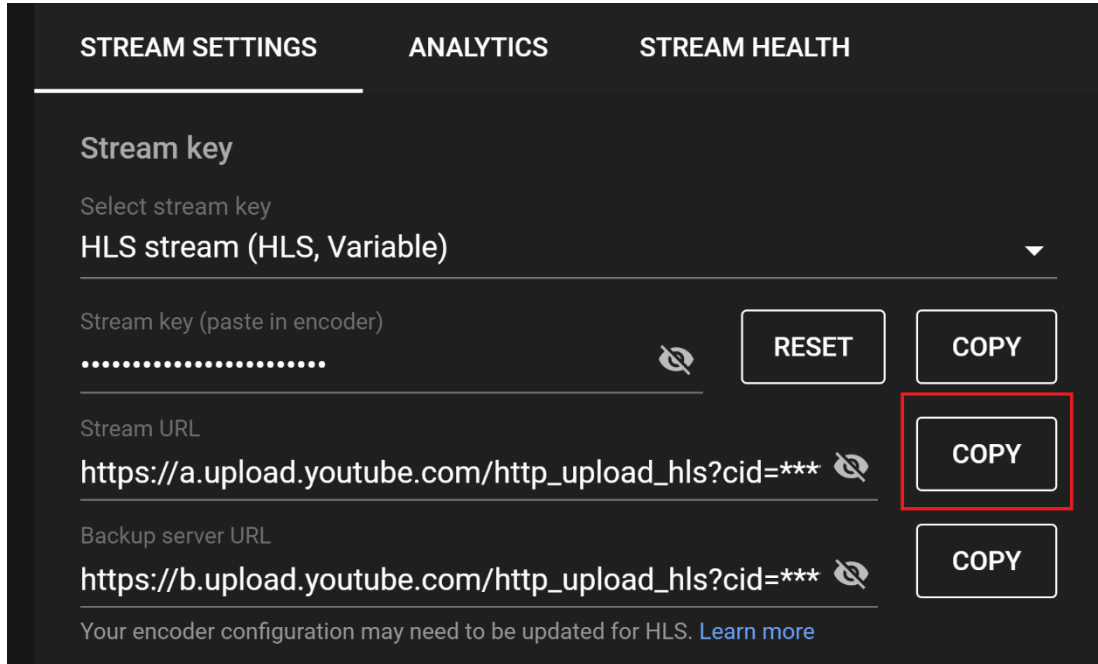 STREAM SETTINGS ANALYTICS STREAM HEALTH
Stream key
Select stream key
HLS stream (HLS, Variable)
Stream key (paste in encoder)
•••••••••••••••••••••••• RESET COPY
Stream URL
https://a.upload.youtube.com/http_upload_hls?cid=*** COPY
Backup server URL
https://b.upload.youtube.com/http_upload_hls?cid=*** COPY
Your encoder configuration may need to be updated for HLS. Learn more